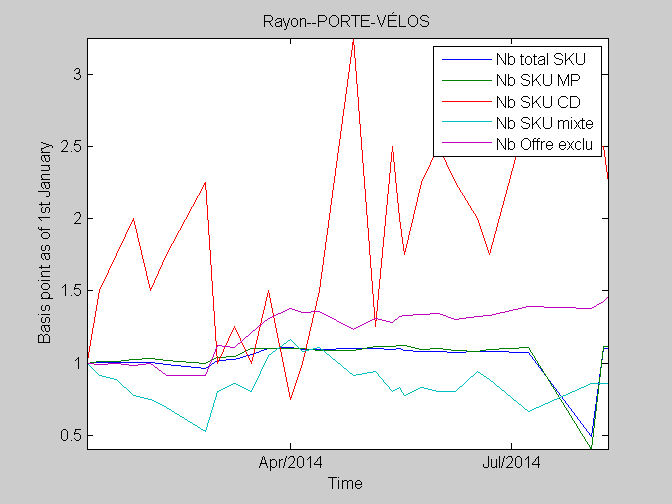 Rayon--PORTE-VÉLOS
Nb total SKU
Nb SKU MP
Nb SKU CD
Nb SKU mixte
Nb Offre exclu
3
2.5
2
1.5
1
0.5
Basis point as of 1st January
Apr/2014
Jul/2014
Time